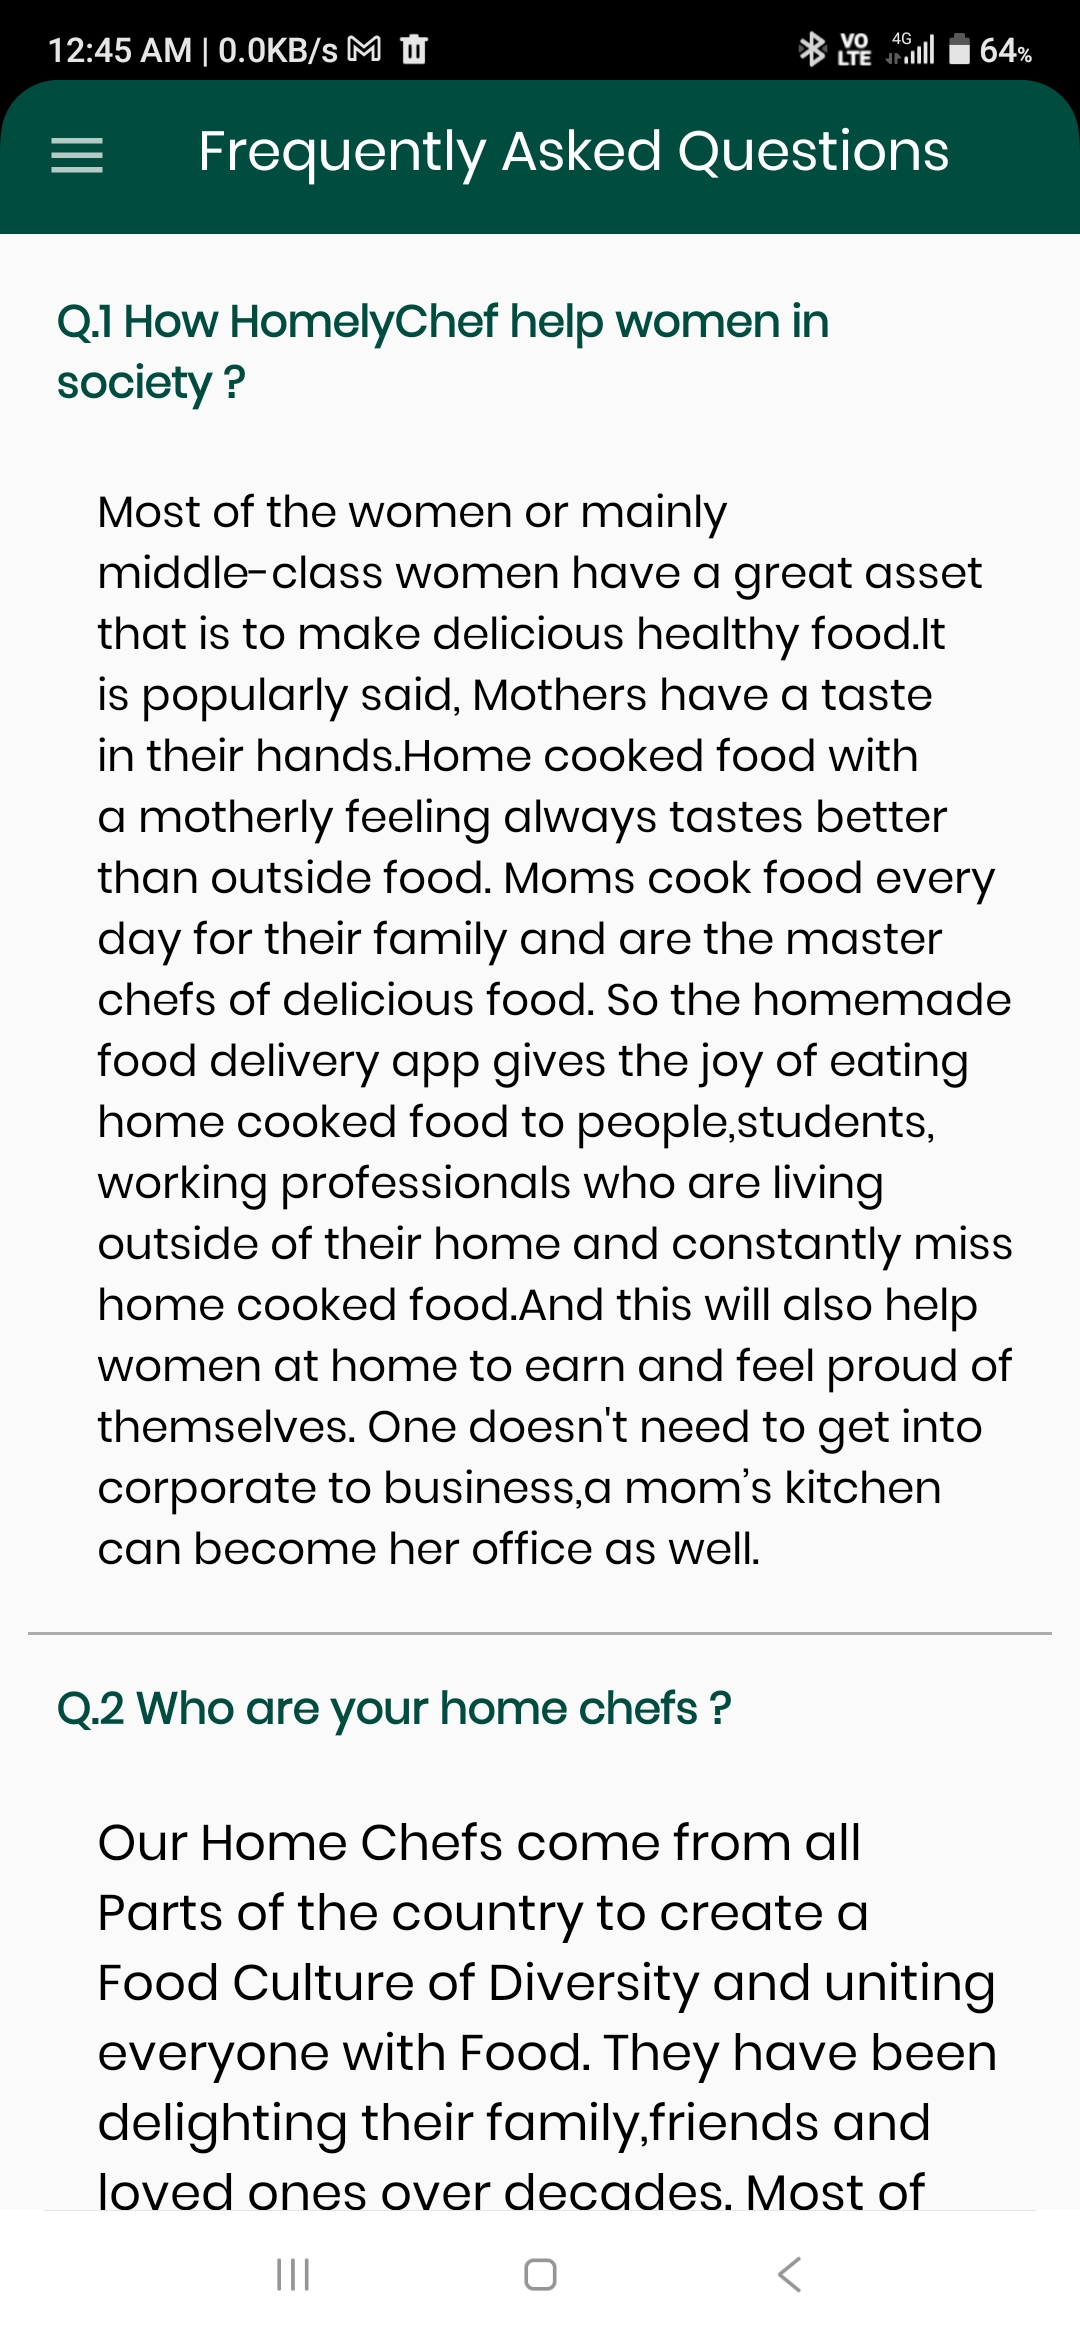 12:45 AM | 0.0KB/s
VO LTE 4G 64%
Frequently Asked Questions
Q.1 How HomelyChef help women in
society ?
Most of the women or mainly
middle-class women have a great asset
that is to make delicious healthy food.It
is popularly said, Mothers have a taste
in their hands.Home cooked food with
a motherly feeling always tastes better
than outside food. Moms cook food every
day for their family and are the master
chefs of delicious food. So the homemade
food delivery app gives the joy of eating
home cooked food to people,students,
working professionals who are living
outside of their home and constantly miss
home cooked food.And this will also help
women at home to earn and feel proud of
themselves. One doesn't need to get into
corporate to business,a mom’s kitchen
can become her office as well.
Q.2 Who are your home chefs ?
Our Home Chefs come from all
Parts of the country to create a
Food Culture of Diversity and uniting
everyone with Food. They have been
delighting their family,friends and
loved ones over decades. Most of